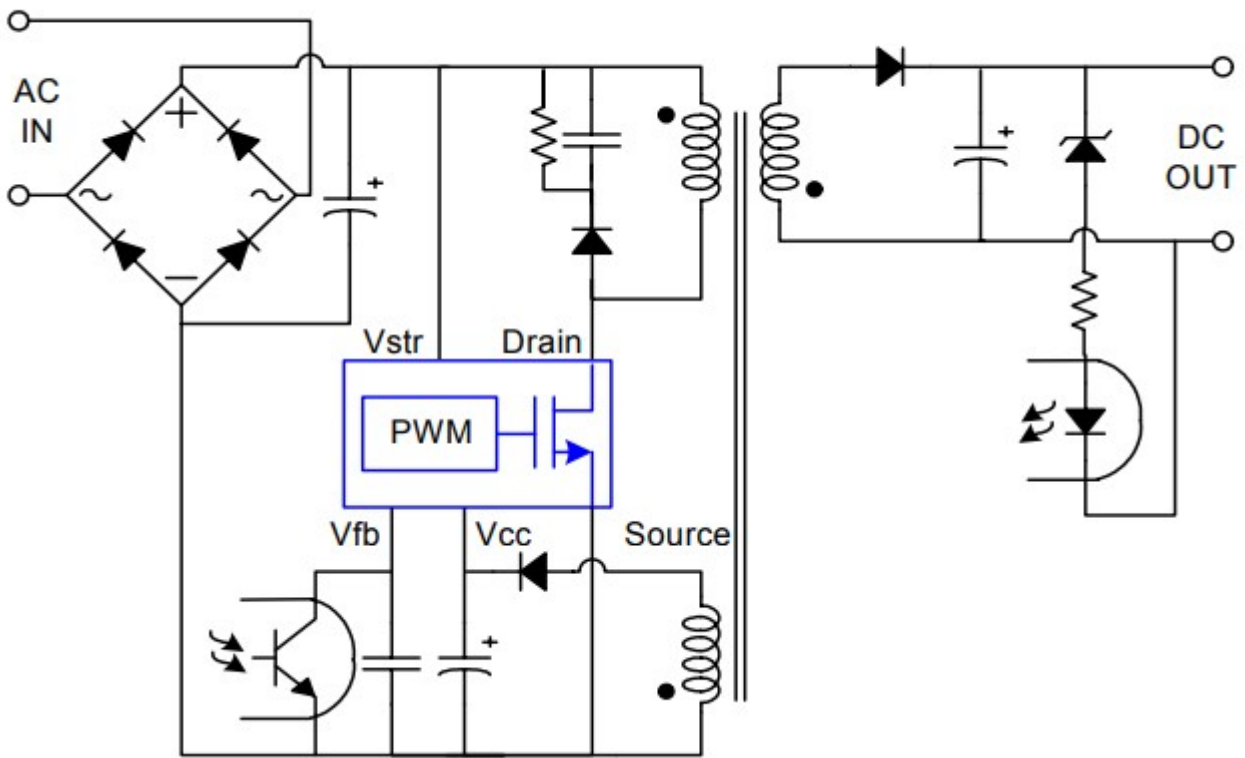 AC
IN
+
~
~
−
+
+
DC
OUT
Vstr
Drain
PWM
Vfb
Vcc
Source
+